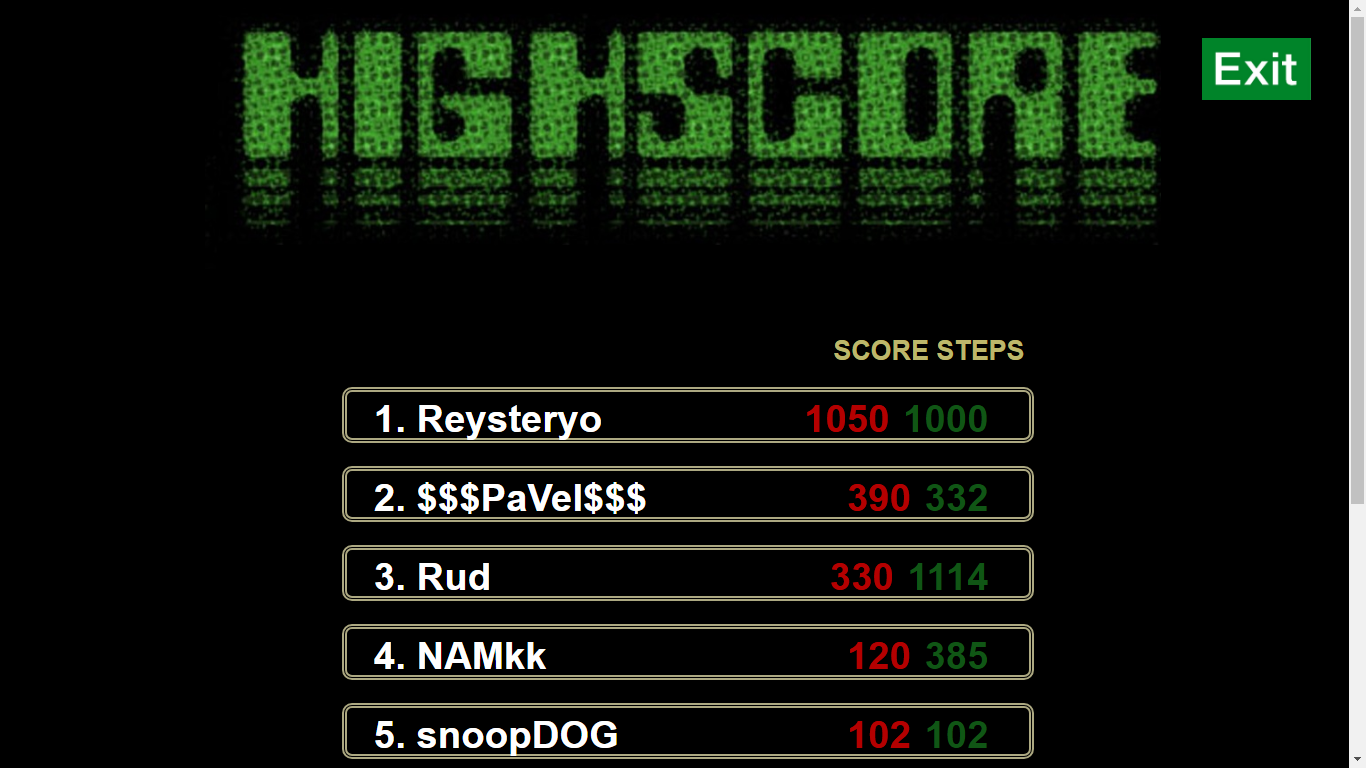 HIGHSCORE
Exit
SCORE STEPS
1. Reysteryo 1050 1000
2. $$$PaVel$$$ 390 332
3. Rud 330 1114
4. NAMkk 120 385
5. snoopDOG 102 102